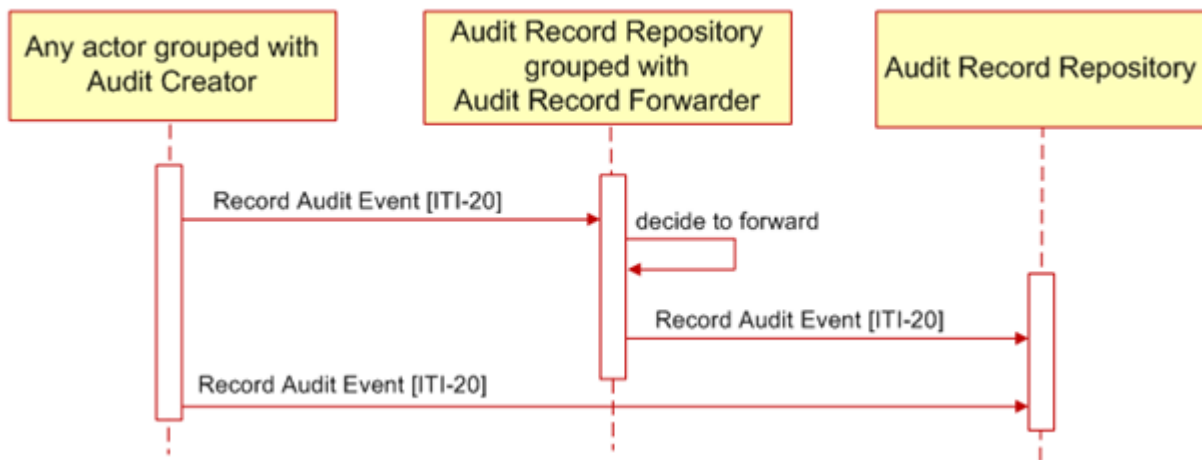 Any actor grouped with
Audit Creator
Audit Record Repository
grouped with
Audit Record Forwarder
Audit Record Repository
Record Audit Event [ITI-20]
decide to forward
Record Audit Event [ITI-20]
Record Audit Event [ITI-20]